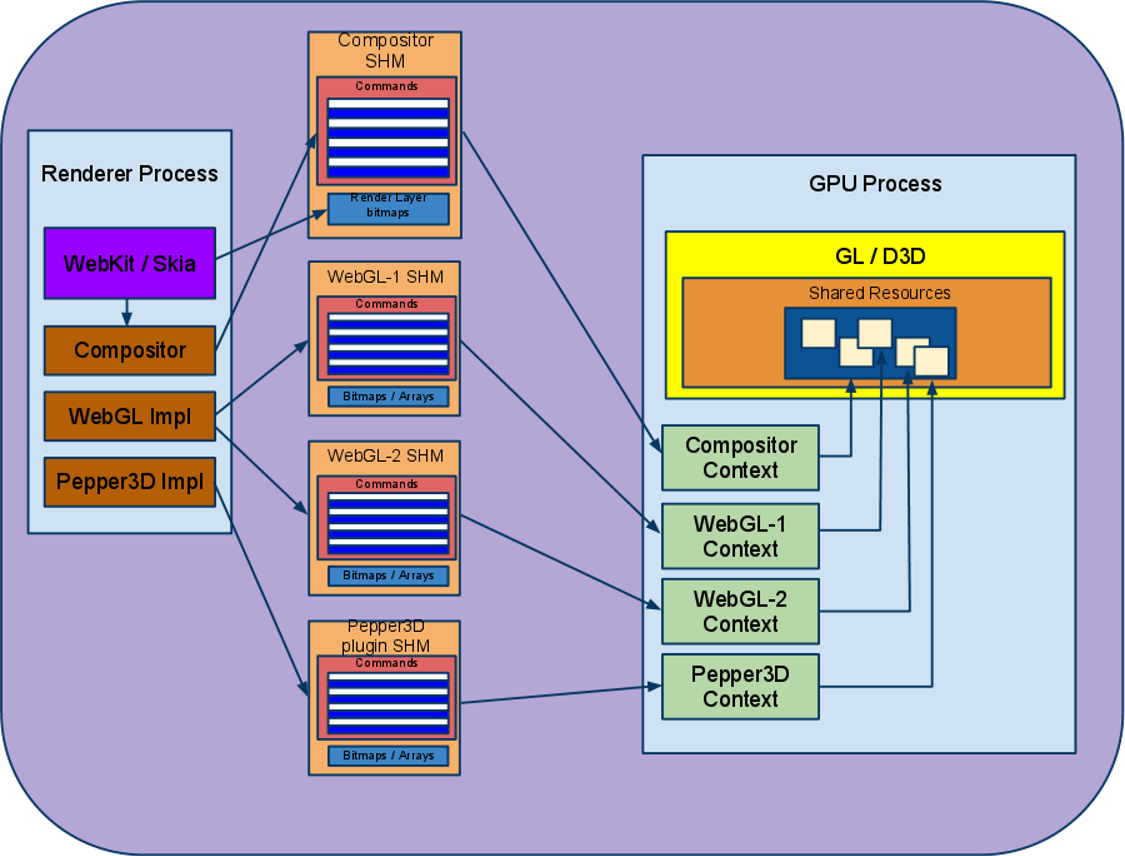 Renderer Process
WebKit / Skia
Compositor
WebGL Impl
Pepper3D Impl
Compositor
SHM
Commands
Render Layer
bitmaps
WebGL-1 SHM
Commands
Bitmaps / Arrays
WebGL-2 SHM
Commands
Bitmaps / Arrays
Pepper3D
plugin SHM
Commands
Bitmaps / Arrays
GPU Process
GL / D3D
Shared Resources
Compositor
Context
WebGL-1
Context
WebGL-2
Context
Pepper3D
Context